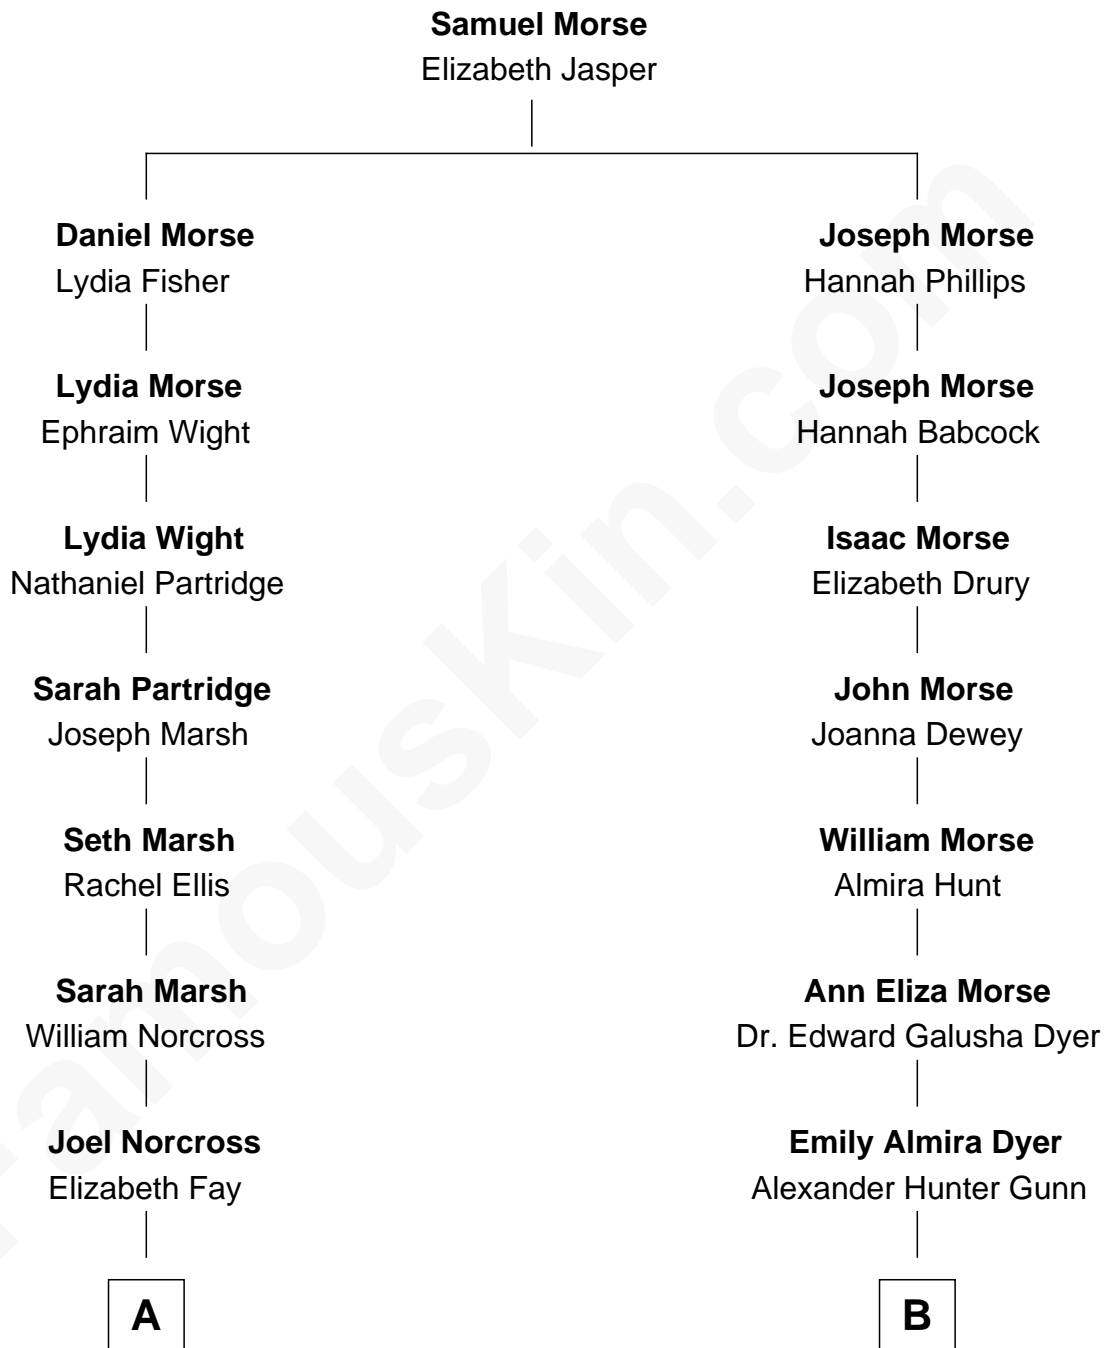 Samuel Morse
Elizabeth Jasper
Daniel Morse
Lydia Fisher
Joseph Morse
Hannah Phillips
Lydia Morse
Ephraim Wight
Joseph Morse
Hannah Babcock
Lydia Wight
Nathaniel Partridge
Isaac Morse
Elizabeth Drury
Sarah Partridge
Joseph Marsh
John Morse
Joanna Dewey
Seth Marsh
Rachel Ellis
William Morse
Almira Hunt
Sarah Marsh
William Norcross
Ann Eliza Morse
Dr. Edward Galusha Dyer
Joel Norcross
Elizabeth Fay
Emily Almira Dyer
Alexander Hunter Gunn
A
B
FamousKin.com